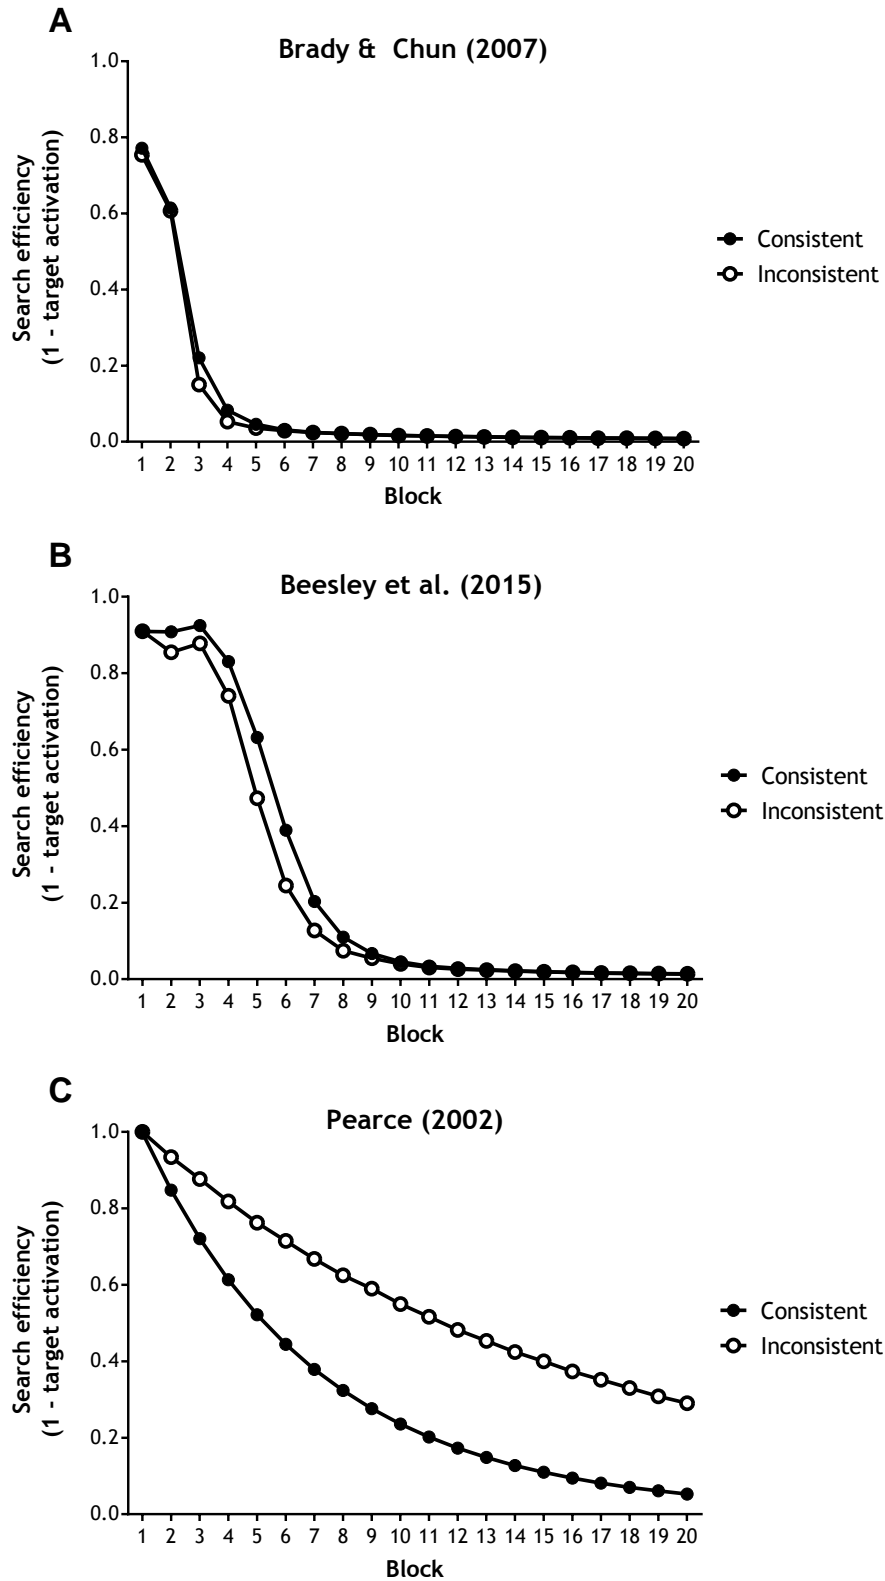 A
Brady & Chun (2007)
Search efficiency
(1 - target activation)
1.0
0.8
0.6
0.4
0.2
0.0
1 2 3 4 5 6 7 8 9 10 11 12 13 14 15 16 17 18 19 20
Block
Consistent
Inconsistent
B
Beesley et al. (2015)
Search efficiency
(1 - target activation)
1.0
0.8
0.6
0.4
0.2
0.0
1 2 3 4 5 6 7 8 9 10 11 12 13 14 15 16 17 18 19 20
Block
Consistent
Inconsistent
C
Pearce (2002)
Search efficiency
(1 - target activation)
1.0
0.8
0.6
0.4
0.2
0.0
1 2 3 4 5 6 7 8 9 10 11 12 13 14 15 16 17 18 19 20
Block
Consistent
Inconsistent